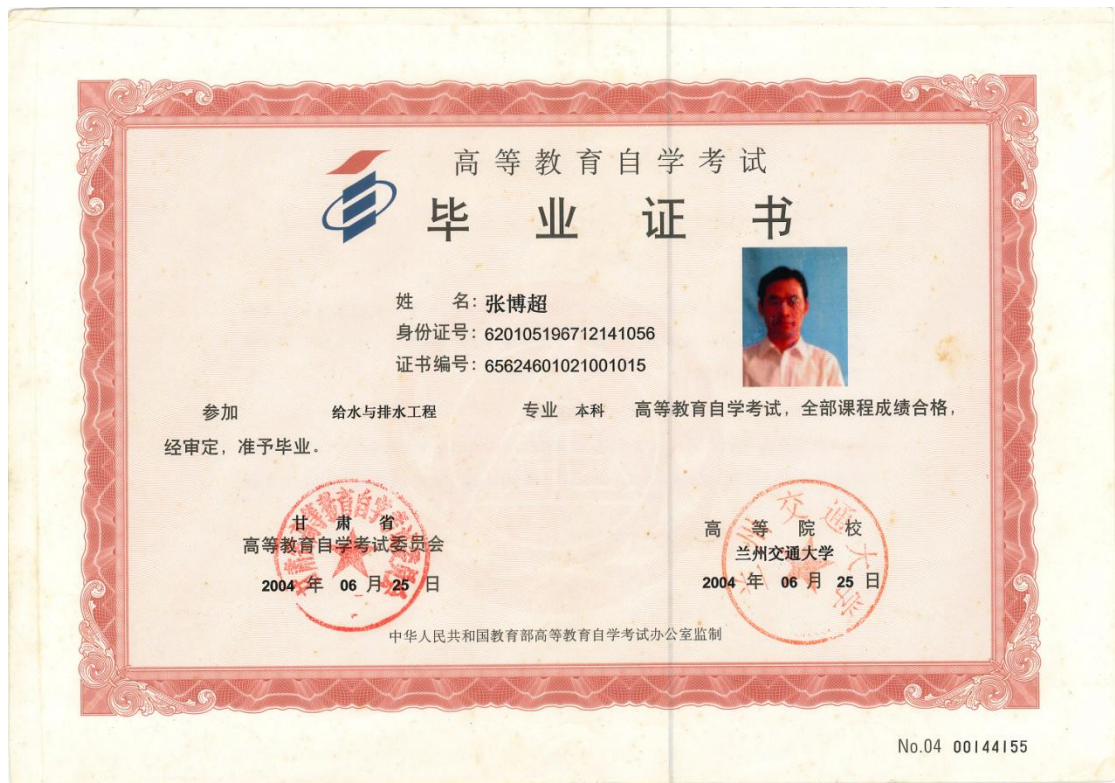 高等教育自学考试
毕业证书
姓 名：张博超
身份证号：620105196712141056
证书编号：65624601021001015
参加 给水与排水工程 专业 本科 高等教育自学考试，全部课程成绩合格，
经审定，准予毕业。
甘肃省
高等教育自学考试委员会
2004 年 06 月 25 日
高等院校
兰州交通大学
2004 年 06 月 25 日
兰州交通大学
中华人民共和国教育部高等教育自学考试办公室监制
No.04 00144155